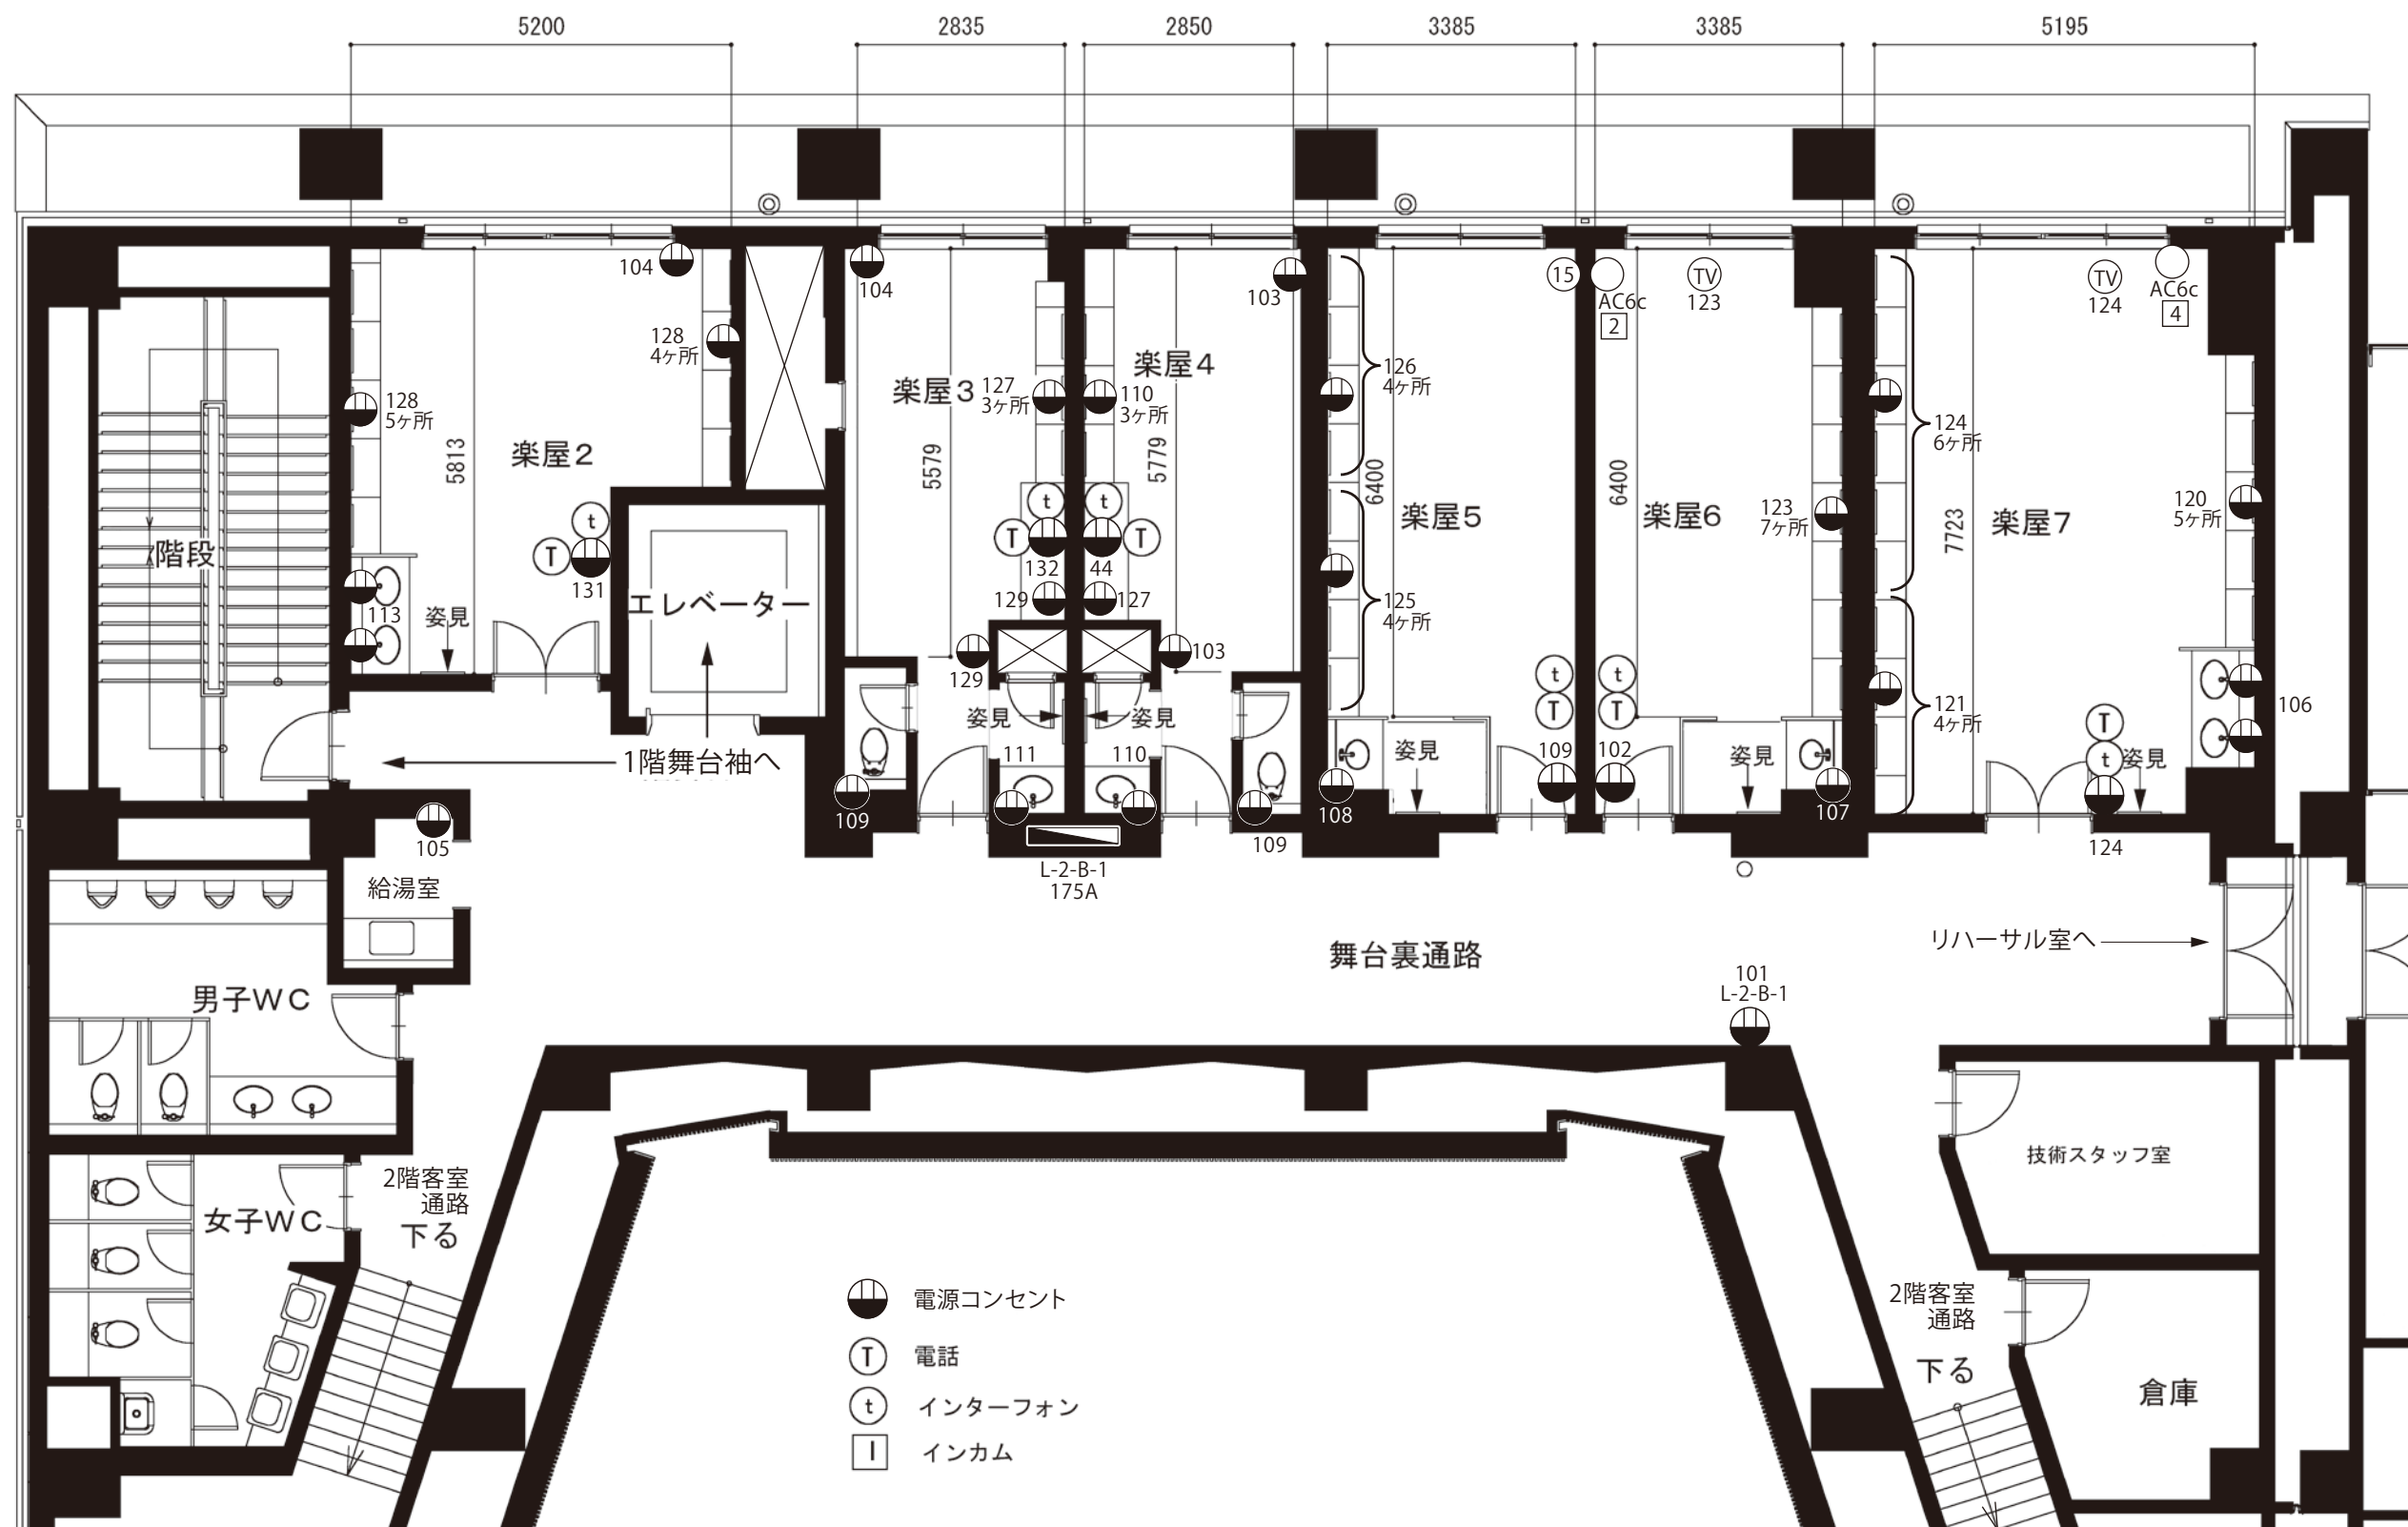 5200
2835
2850
3385
3385
5195
104
104
103
15
AC6c
2
TV
123
TV
124
AC6c
4
128
4ヶ所
128
5ヶ所
楽屋2
5813
楽屋3
127
3ヶ所
5579
楽屋4
110
3ヶ所
5779
126
4ヶ所
6400
楽屋5
125
4ヶ所
6400
楽屋6
123
7ヶ所
124
6ヶ所
7723
楽屋7
120
5ヶ所
121
4ヶ所
階段
t
T
131
113
姿見
エレベーター
t
T
132
129
t
T
44
127
129
103
姿見
姿見
111
110
109
109
t
T
109
t
T
102
姿見
姿見
108
107
T
t
姿見
106
124
1階舞台袖へ
105
給湯室
L-2-B-1
175A
舞台裏通路
リハーサル室へ
101
L-2-B-1
男子WC
女子WC
2階客室
通路
下る
技術スタッフ室
2階客室
通路
下る
倉庫
電源コンセント
T 電話
t インターフォン
I インカム